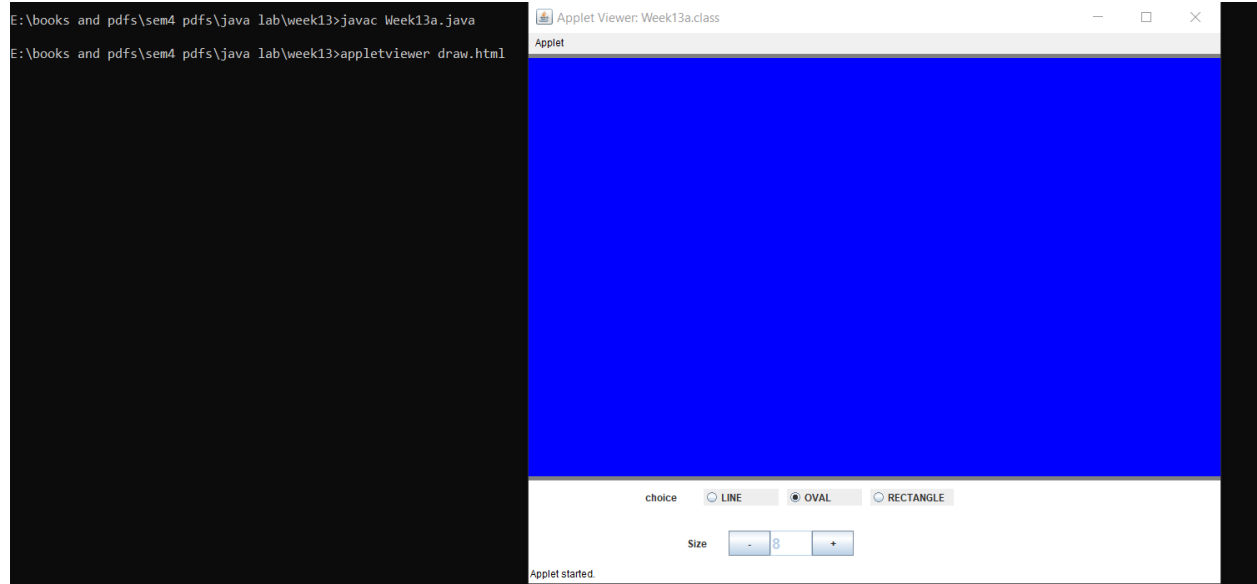 E:\books and pdfs\sem4 pdfs\java lab\week13>javac Week13a.java
E:\books and pdfs\sem4 pdfs\java lab\week13>appletviewer draw.html
Applet Viewer: Week13a.class
Applet
choice LINE OVAL RECTANGLE
Size - 8 +
Applet started.